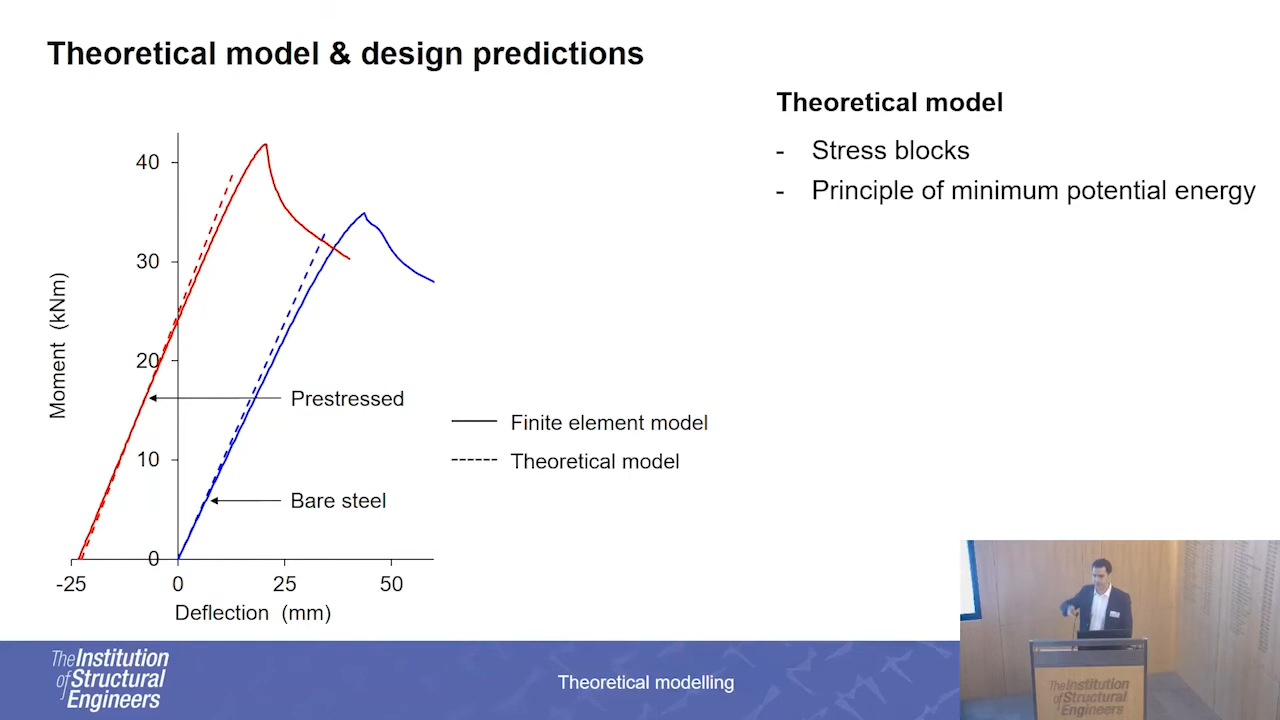 Theoretical model & design predictions
Theoretical model
- Stress blocks
- Principle of minimum potential energy
40
30
20
10
0
Moment (kNm)
-25 0 25 50
Deflection (mm)
Prestressed
Bare steel
Finite element model
Theoretical model
The Institution
of Structural
Engineers
Theoretical modelling
The Institution
of Structural
Engineers